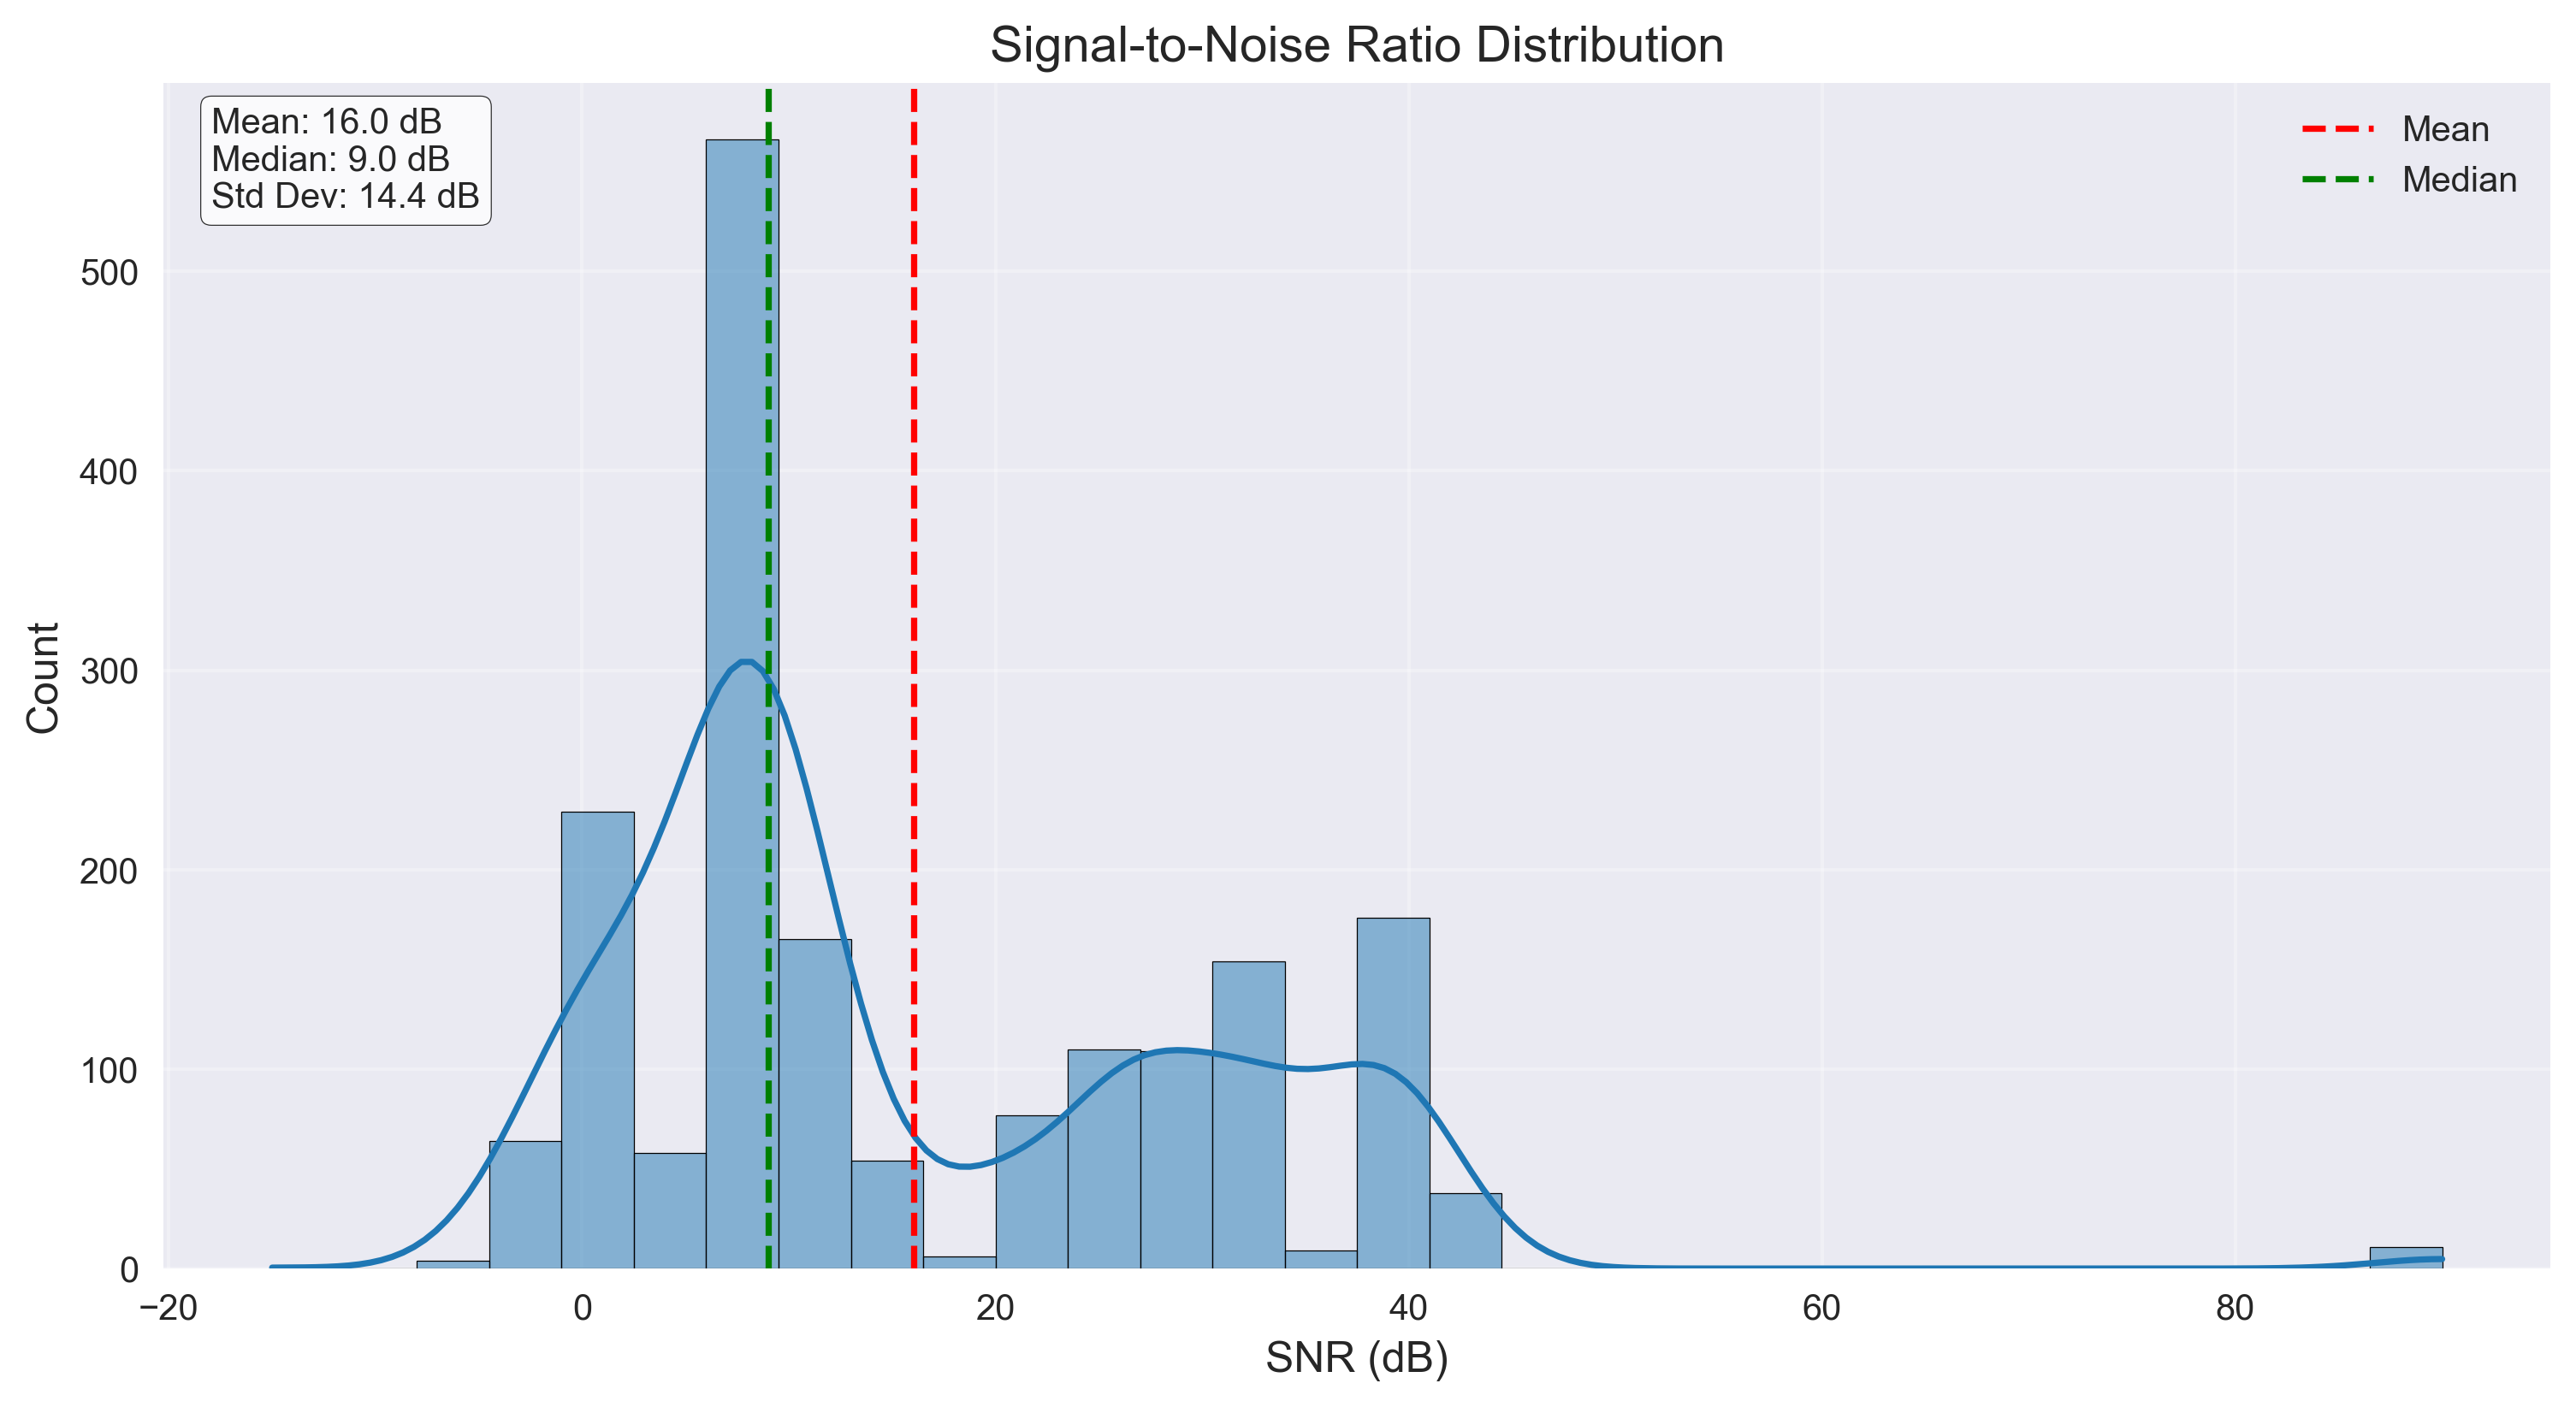 Signal-to-Noise Ratio Distribution
Mean: 16.0 dB
Median: 9.0 dB
Std Dev: 14.4 dB
Mean
Median
Count
500
400
300
200
100
0
−20 0 20 40 60 80
SNR (dB)